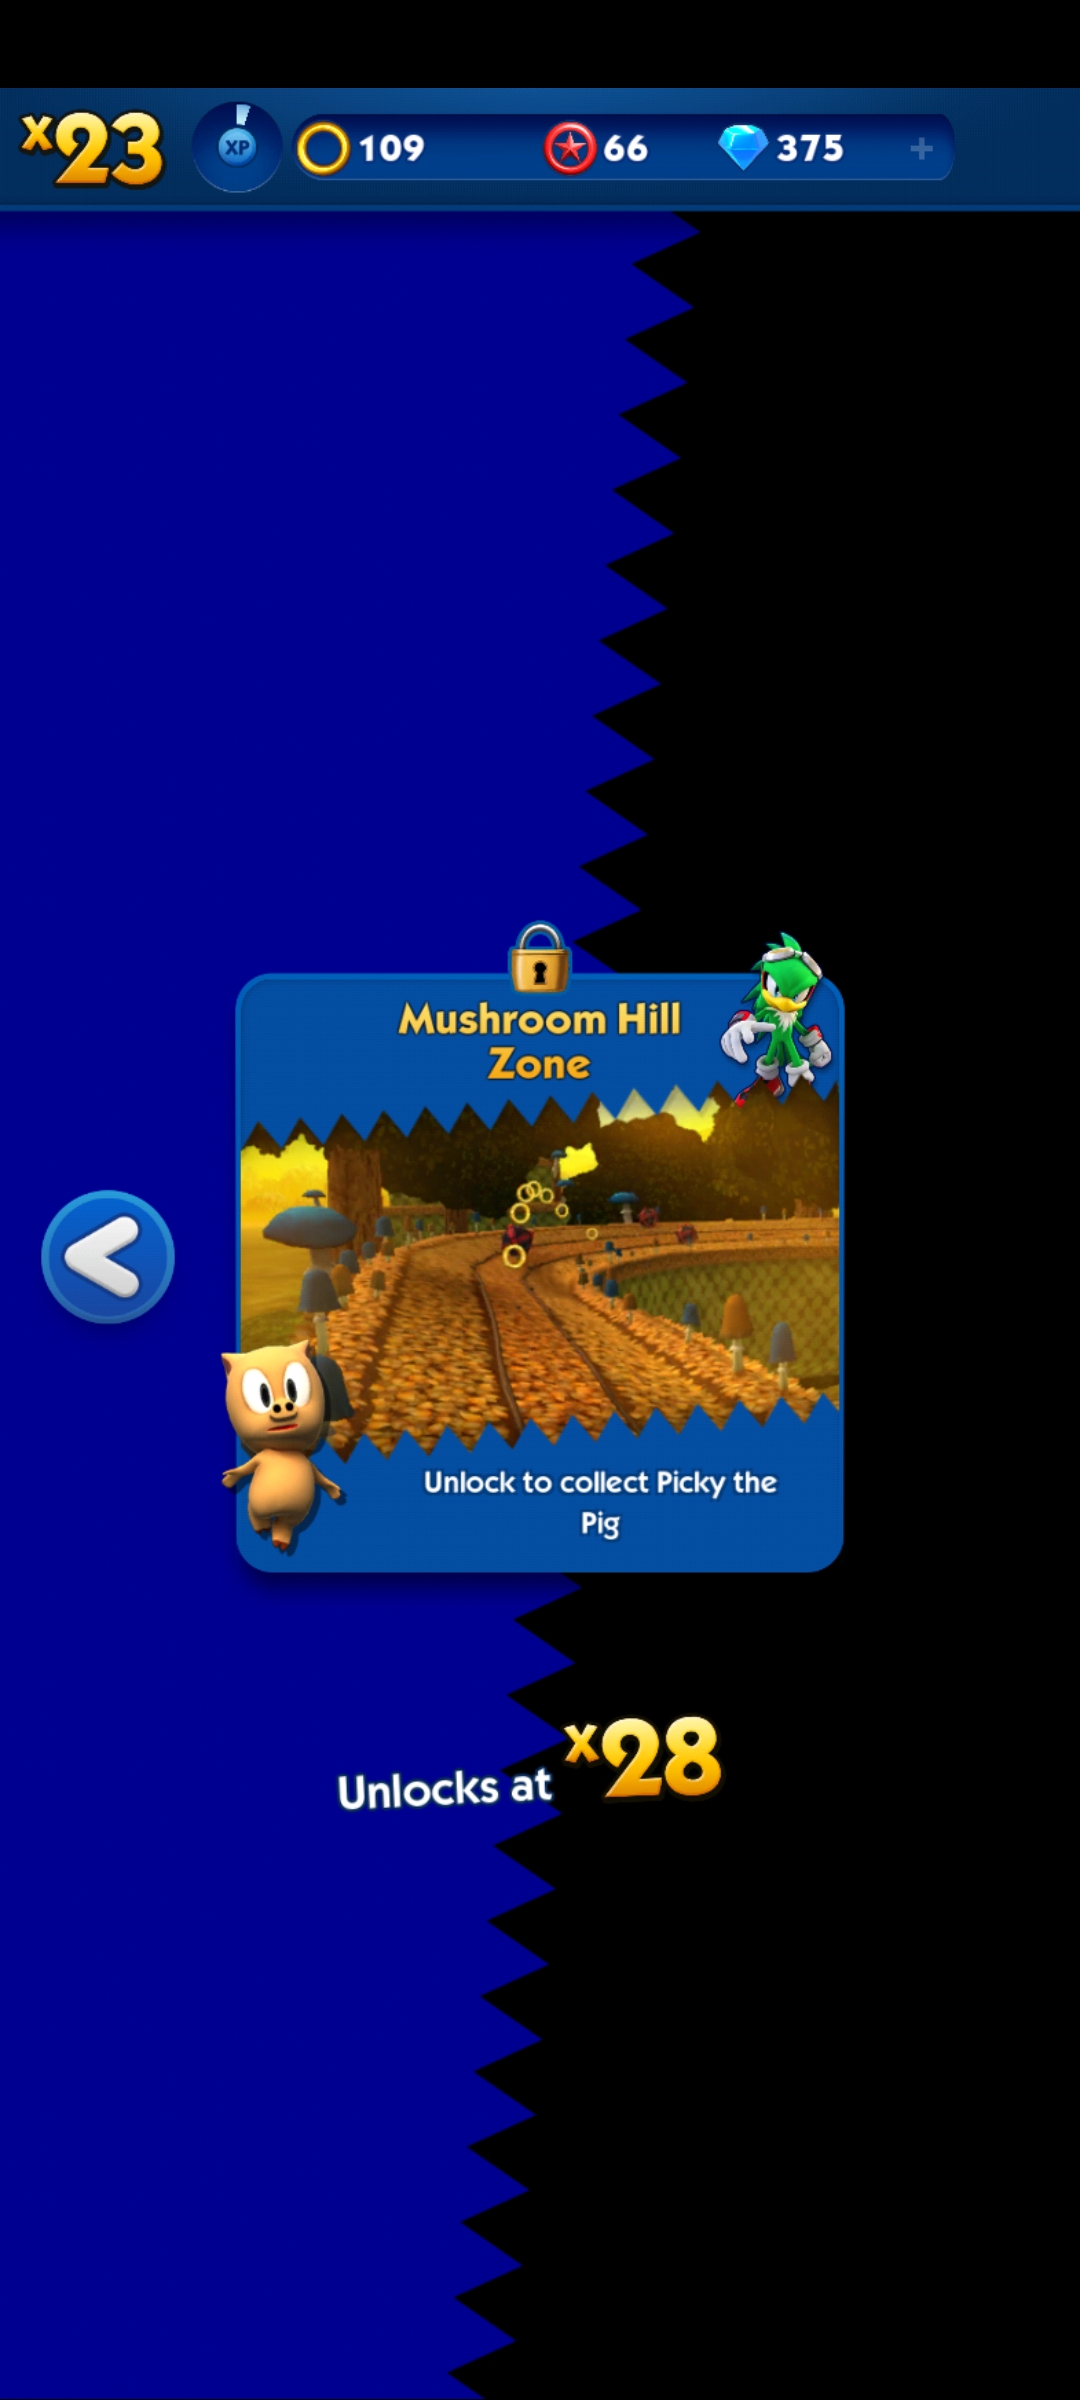 x23 XP 109 66 375 +
Mushroom Hill
Zone
Unlock to collect Picky the
Pig
Unlocks at x28